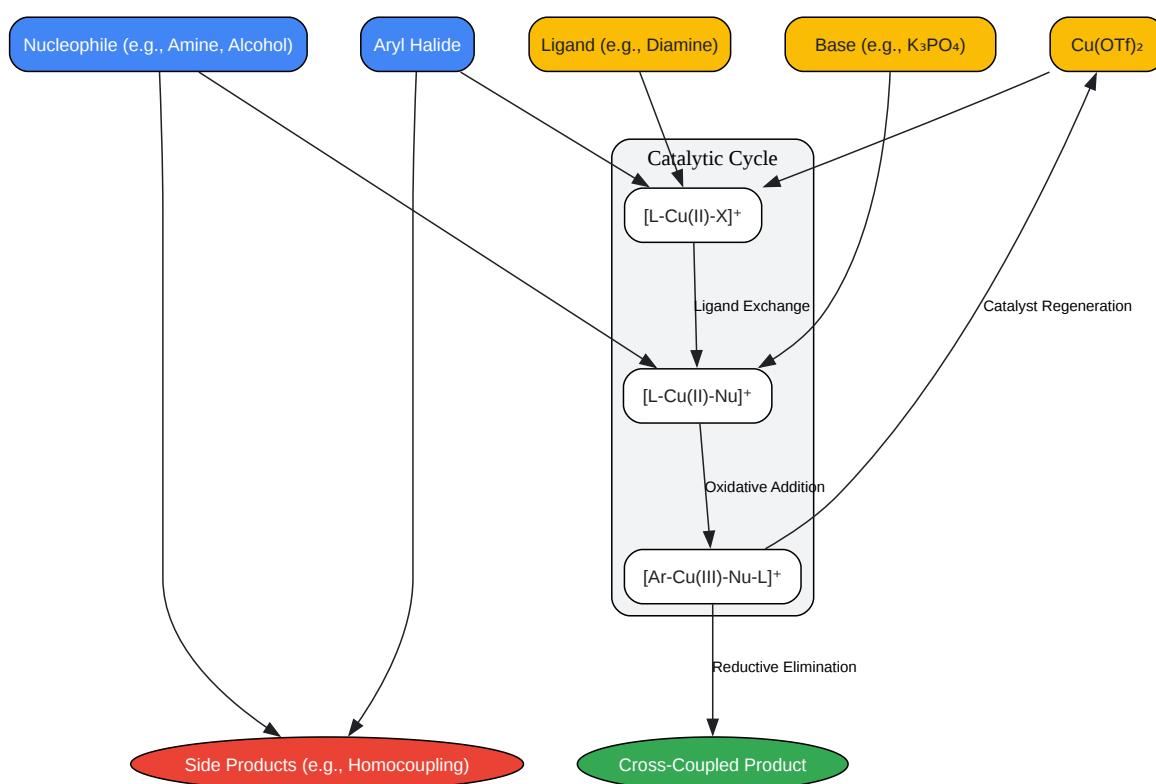 Nucleophile (e.g., Amine, Alcohol)
Aryl Halide
Ligand (e.g., Diamine)
Base (e.g., K₃PO₄)
Cu(OTf)₂
Catalytic Cycle
[L-Cu(II)-X]⁺
Ligand Exchange
Catalyst Regeneration
[L-Cu(II)-Nu]⁺
Oxidative Addition
[Ar-Cu(III)-Nu-L]⁺
Reductive Elimination
Side Products (e.g., Homocoupling)
Cross-Coupled Product